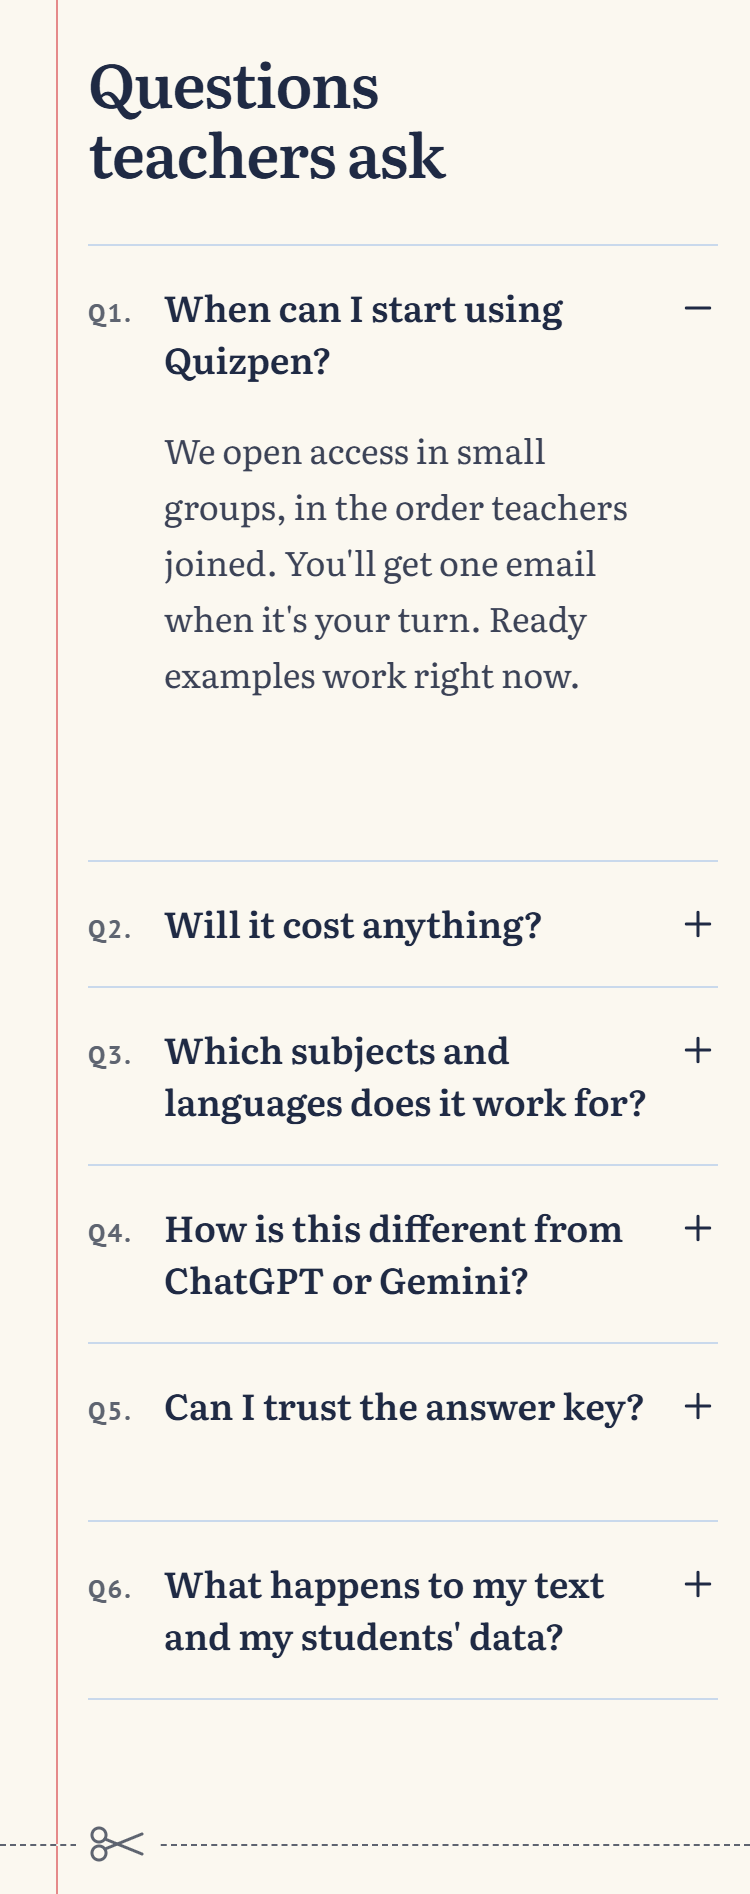 Questions
teachers ask
Q1. When can I start using
Quizpen?
We open access in small
groups, in the order teachers
joined. You'll get one email
when it's your turn. Ready
examples work right now.
Q2. Will it cost anything?
Q3. Which subjects and
languages does it work for?
Q4. How is this different from
ChatGPT or Gemini?
Q5. Can I trust the answer key?
Q6. What happens to my text
and my students' data?